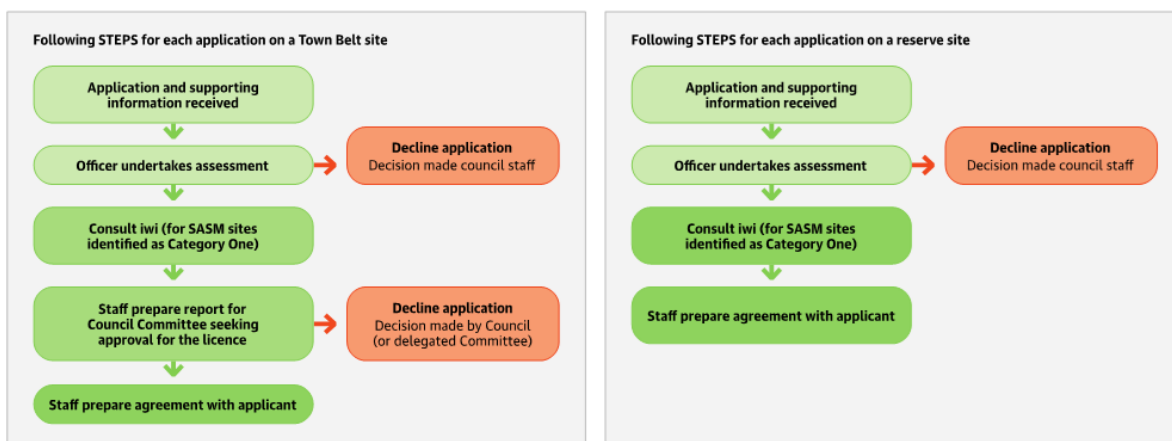 Following STEPS for each application on a Town Belt site
Application and supporting
information received
Officer undertakes assessment
Decline application
Decision made council staff
Consult iwi (for SASM sites
identified as Category One)
Staff prepare report for
Council Committee seeking
approval for the licence
Decline application
Decision made by Council
(or delegated Committee)
Staff prepare agreement with applicant
Following STEPS for each application on a reserve site
Application and supporting
information received
Officer undertakes assessment
Decline application
Decision made council staff
Consult iwi (for SASM sites
identified as Category One)
Staff prepare agreement with applicant